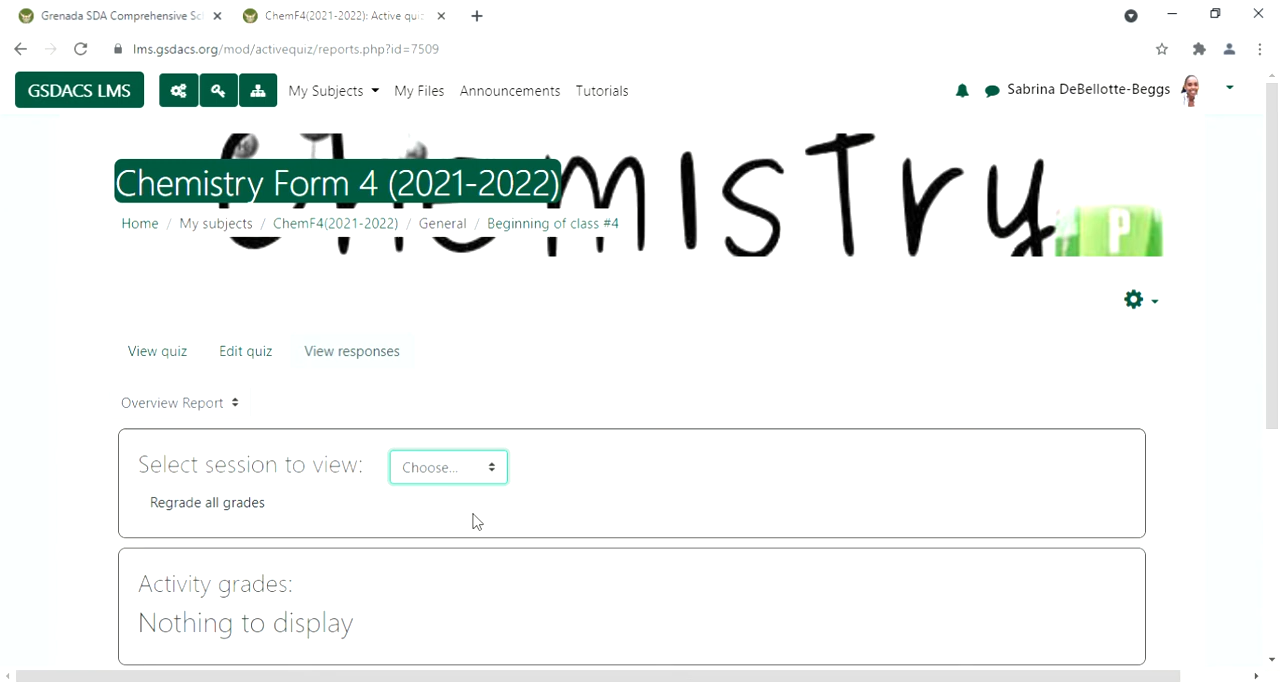 Grenada SDA Comprehensive Sc
ChemF4(2021-2022): Active qui
lms.gsdacs.org/mod/activequiz/reports.php?id=7509
GSDACS LMS My Subjects My Files Announcements Tutorials Sabrina DeBellotte-Beggs
Chemistry
Chemistry Form 4 (2021-2022)
P
Home / My subjects / ChemF4(2021-2022) / General / Beginning of class #4
View quiz Edit quiz View responses
Overview Report
Select session to view: Choose...
Regrade all grades
Activity grades:
Nothing to display